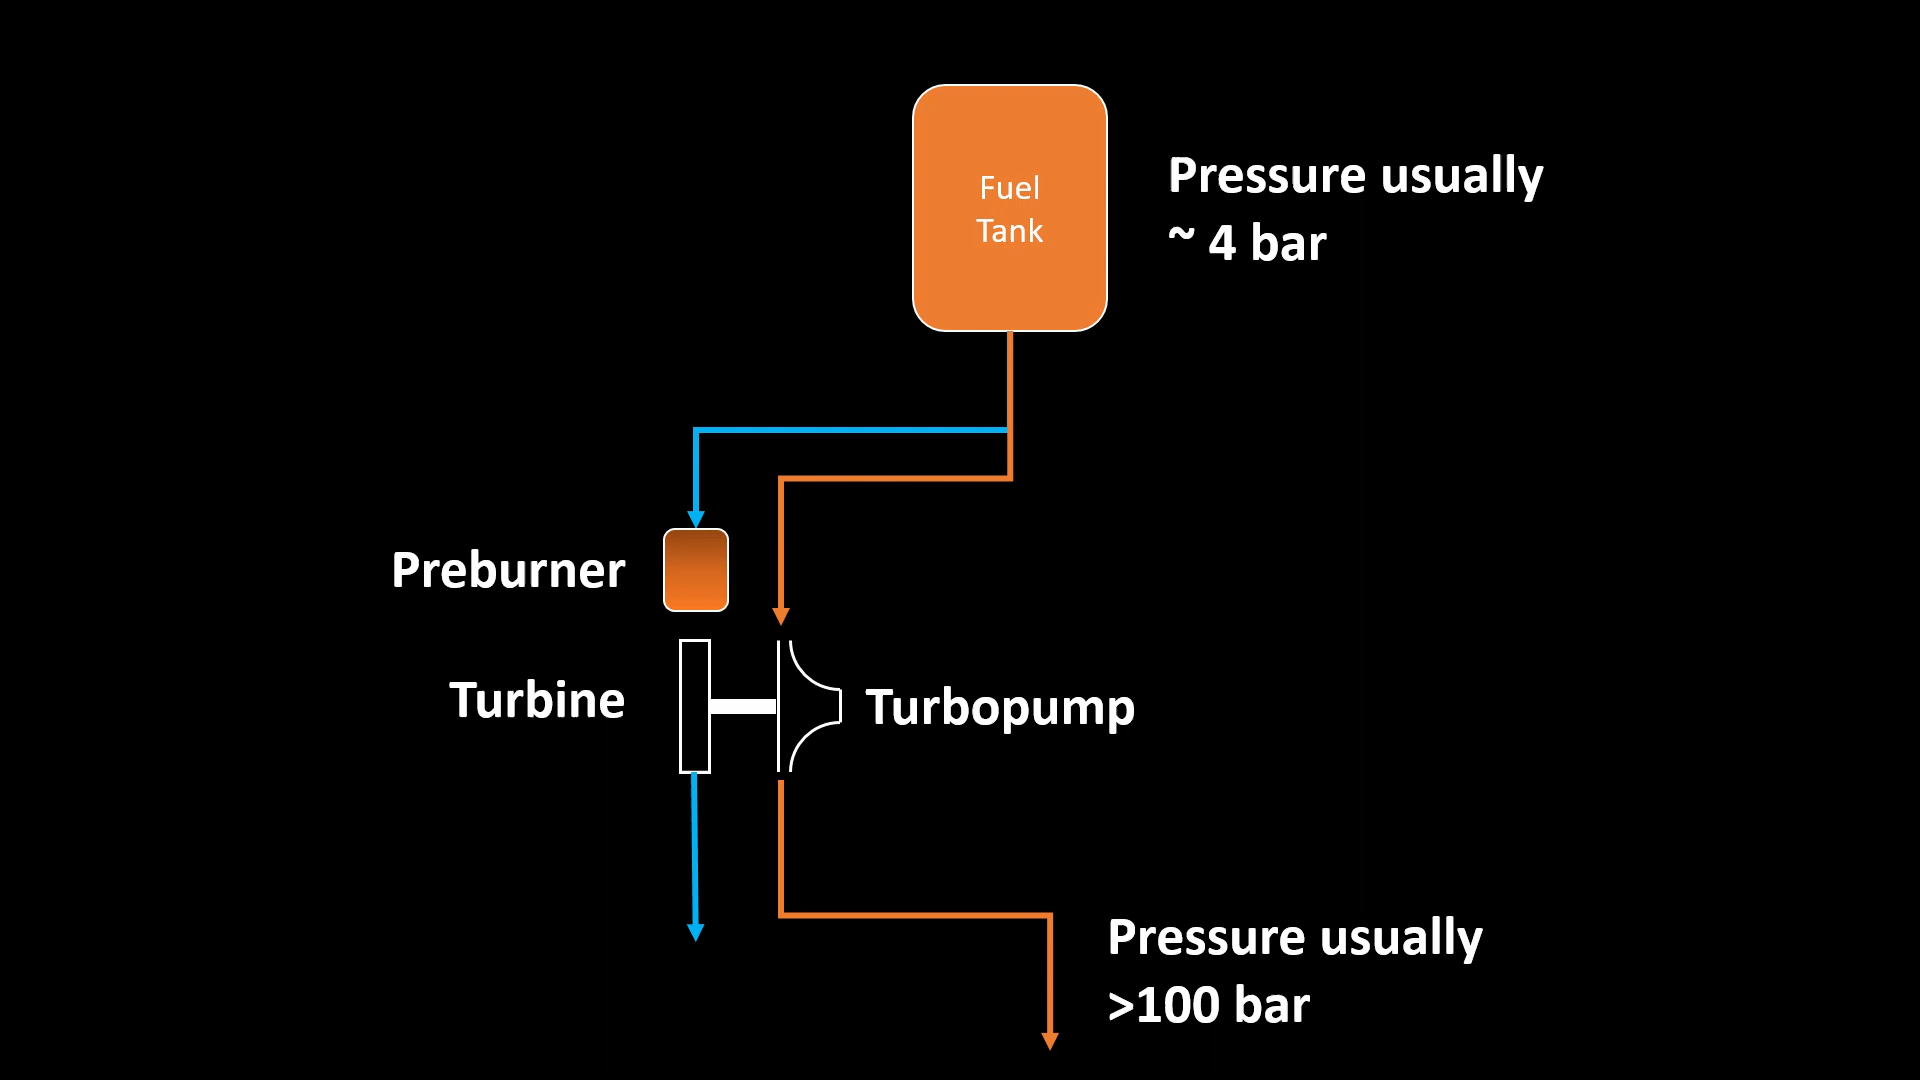 Fuel
Tank
Pressure usually
~ 4 bar
Preburner
Turbine
Turbopump
Pressure usually
>100 bar